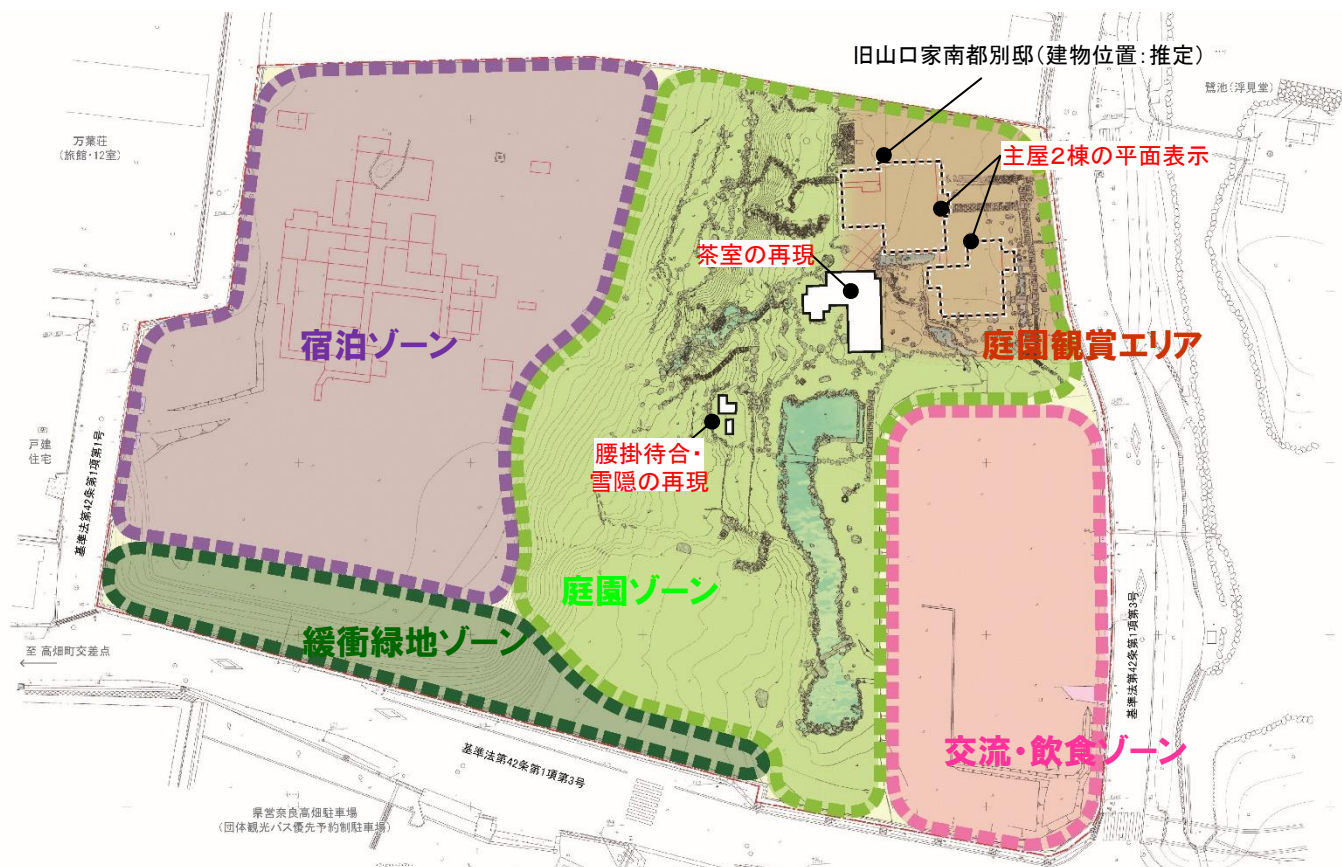 旧山口家南都別邸(建物位置:推定)
鷺池(浮見堂)
万葉荘
(旅館・12室)
主屋2棟の平面表示
茶室の再現
宿泊ゾーン
庭園観賞エリア
戸建
住宅
基準法第42条第1項第1号
腰掛待合・
雪隠の再現
庭園ゾーン
緩衝緑地ゾーン
至 高畑町交差点
基準法第42条第1項第3号
基準法第42条第1項第3号
交流・飲食ゾーン
県営奈良高畑駐車場
(団体観光バス優先予約制駐車場)